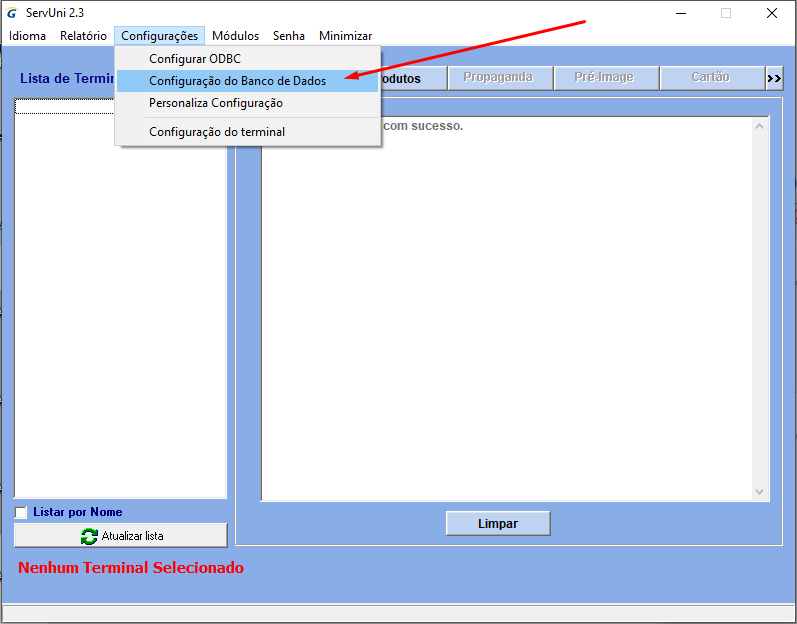 ServUni 2.3
Idioma Relatório Configurações Módulos Senha Minimizar
Configurar ODBC
Configuração do Banco de Dados
Personaliza Configuração
Configuração do terminal
Lista de
Propaganda Pré-Image Cartão >>
com sucesso.
Listar por Nome
Atualizar lista
Limpar
Nenhum Terminal Selecionado